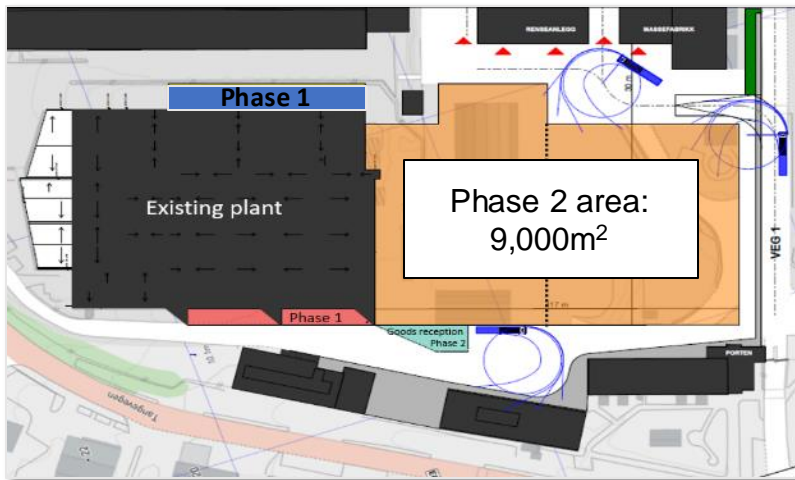 RENSEANLEGG
MASSEFABRIKK
Phase 1
Existing plant
Phase 2 area:
9,000m²
VEG 1
Phase 1
17 m
Goods reception
Phase 2
PORTEN
Tangevegen